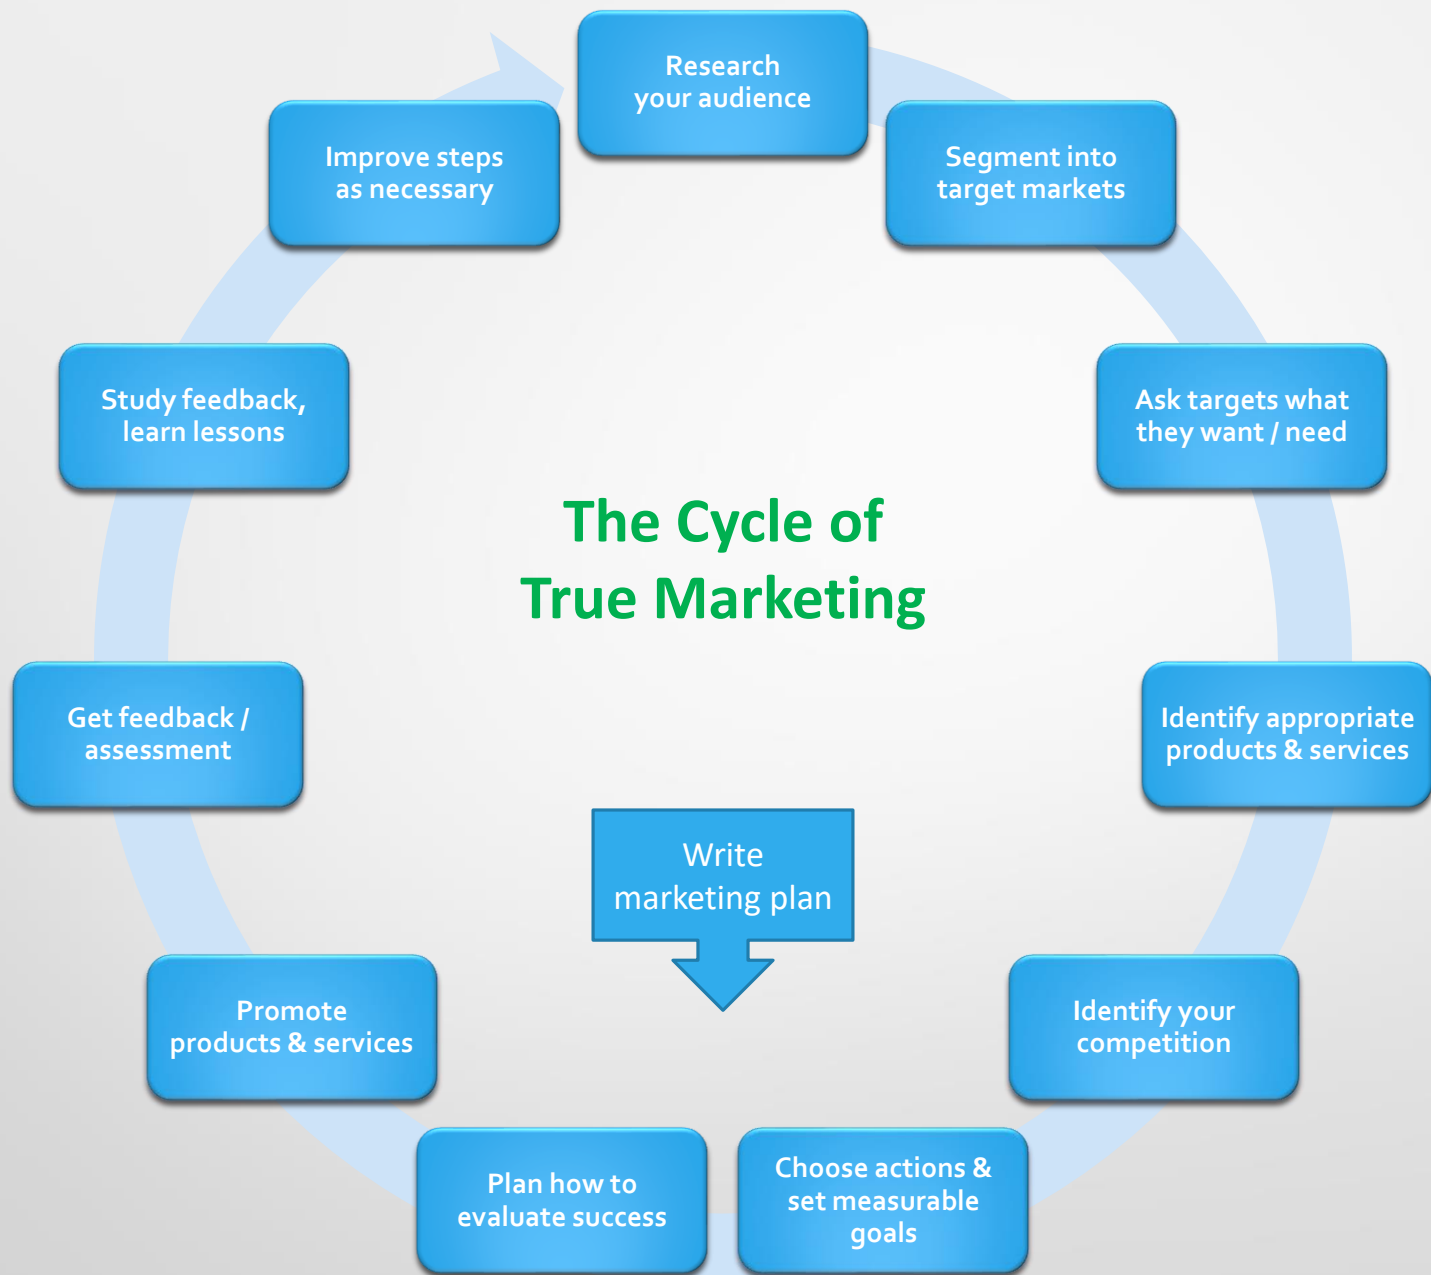 Research
your audience
Segment into
target markets
Ask targets what
they want / need
Identify appropriate
products & services
Identify your
competition
Choose actions &
set measurable
goals
Plan how to
evaluate success
Promote
products & services
Get feedback /
assessment
Study feedback,
learn lessons
Improve steps
as necessary
The Cycle of
True Marketing
Write
marketing plan